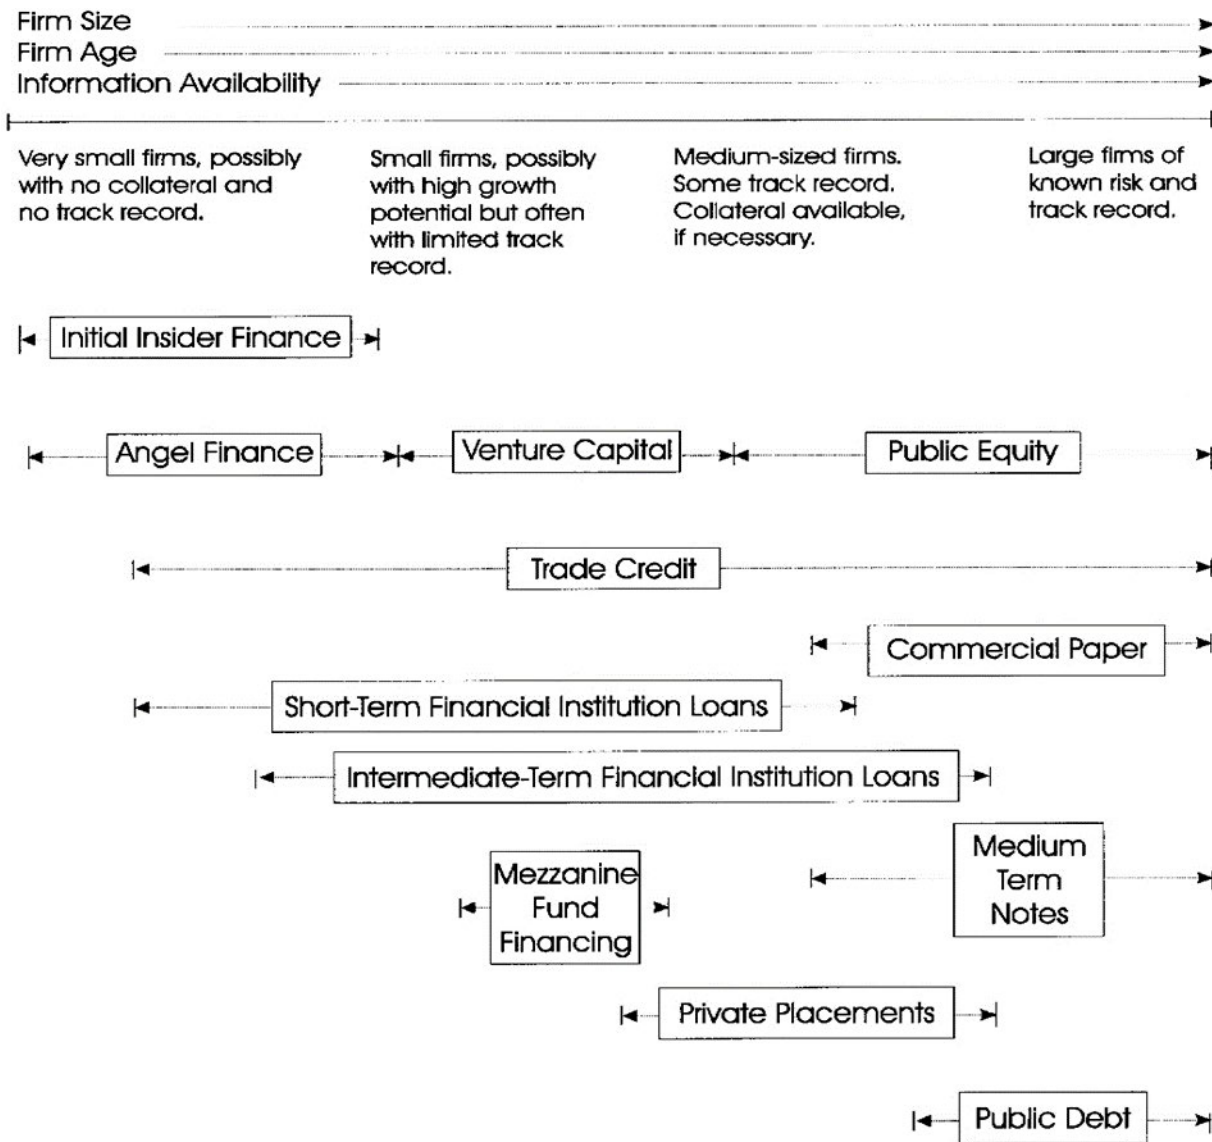 Firm Size
Firm Age
Information Availability
Very small firms, possibly
with no collateral and
no track record.
Small firms, possibly
with high growth
potential but often
with limited track
record.
Medium-sized firms.
Some track record.
Collateral available,
if necessary.
Large firms of
known risk and
track record.
Initial Insider Finance
Angel Finance
Venture Capital
Public Equity
Trade Credit
Commercial Paper
Short-Term Financial Institution Loans
Intermediate-Term Financial Institution Loans
Mezzanine
Fund
Financing
Medium
Term
Notes
Private Placements
Public Debt